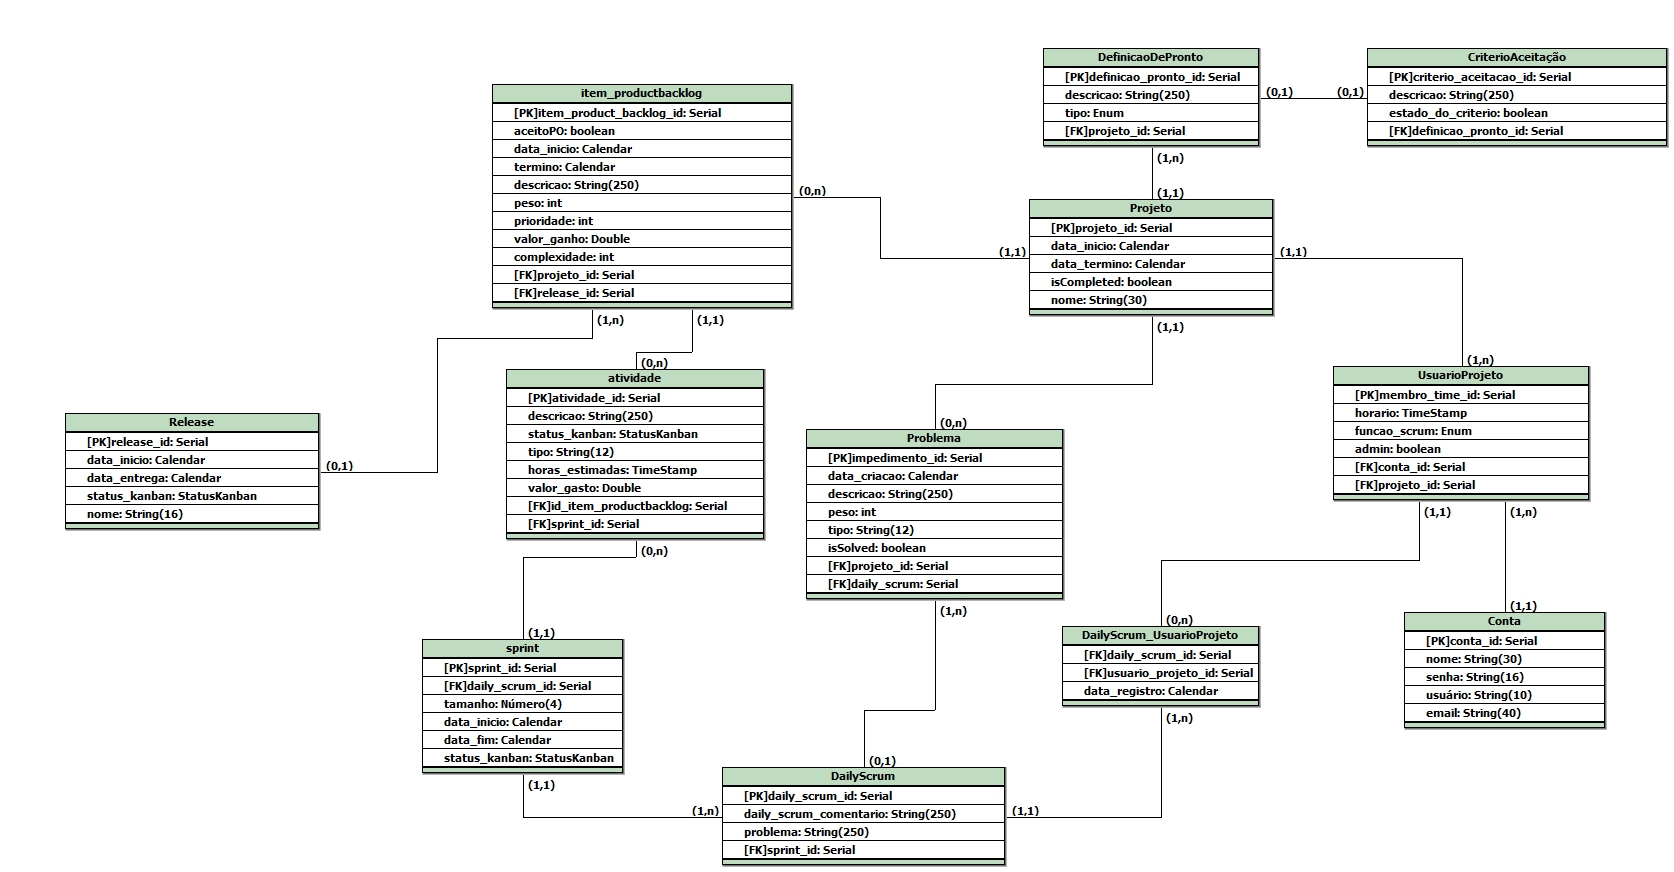 DefinicaoDePronto
[PK]definicao_pronto_id: Serial
descricao: String(250)
tipo: Enum
[FK]projeto_id: Serial
(0,1)
(0,1)
(1,n)
CriterioAceitação
[PK]criterio_aceitacao_id: Serial
descricao: String(250)
estado_do_criterio: boolean
[FK]definicao_pronto_id: Serial
item_productbacklog
[PK]item_product_backlog_id: Serial
aceitoPO: boolean
data_inicio: Calendar
termino: Calendar
descricao: String(250)
peso: int
prioridade: int
valor_ganho: Double
complexidade: int
[FK]projeto_id: Serial
[FK]release_id: Serial
(0,n)
(1,n)
(1,1)
(1,1)
Projeto
[PK]projeto_id: Serial
data_inicio: Calendar
data_termino: Calendar
isCompleted: boolean
nome: String(30)
(1,1)
(1,1)
(1,1)
(0,n)
atividade
[PK]atividade_id: Serial
descricao: String(250)
status_kanban: StatusKanban
tipo: String(12)
horas_estimadas: TimeStamp
valor_gasto: Double
[FK]id_item_productbacklog: Serial
[FK]sprint_id: Serial
(0,n)
(1,n)
UsuarioProjeto
[PK]membro_time_id: Serial
horario: TimeStamp
funcao_scrum: Enum
admin: boolean
[FK]conta_id: Serial
[FK]projeto_id: Serial
(1,1)
(1,n)
Release
[PK]release_id: Serial
data_inicio: Calendar
data_entrega: Calendar
status_kanban: StatusKanban
nome: String(16)
(0,1)
(0,n)
Problema
[PK]impedimento_id: Serial
data_criacao: Calendar
descricao: String(250)
peso: int
tipo: String(12)
isSolved: boolean
[FK]projeto_id: Serial
[FK]daily_scrum: Serial
(1,n)
(1,1)
sprint
[PK]sprint_id: Serial
[FK]daily_scrum_id: Serial
tamanho: Número(4)
data_inicio: Calendar
data_fim: Calendar
status_kanban: StatusKanban
(1,1)
(0,n)
DailyScrum_UsuarioProjeto
[FK]daily_scrum_id: Serial
[FK]usuario_projeto_id: Serial
data_registro: Calendar
(1,n)
(1,1)
Conta
[PK]conta_id: Serial
nome: String(30)
senha: String(16)
usuário: String(10)
email: String(40)
(0,1)
(1,n)
(1,1)
DailyScrum
[PK]daily_scrum_id: Serial
daily_scrum_comentario: String(250)
problema: String(250)
[FK]sprint_id: Serial